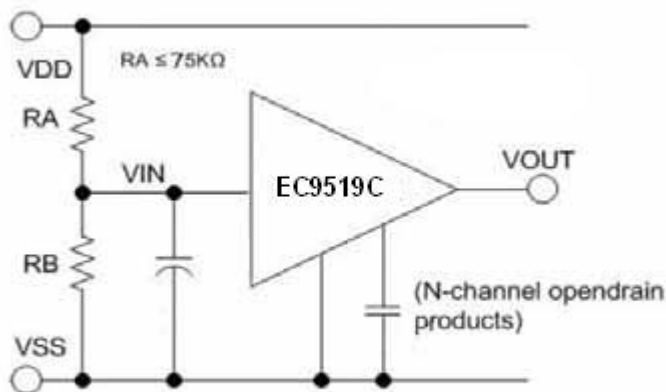 VDD
RA ≤ 75KΩ
RA
VIN
EC9519C
VOUT
RB
(N-channel opendrain
products)
VSS